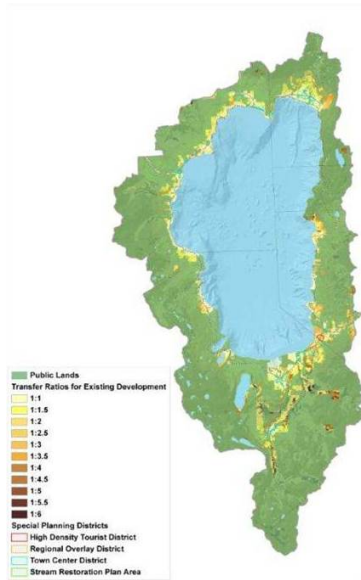 Public Lands
Transfer Ratios for Existing Development
1:1
1:1.5
1:2
1:2.5
1:3
1:3.5
1:4
1:4.5
1:5
1:5.5
1:6
Special Planning Districts
High Density Tourist District
Regional Overlay District
Town Center District
Stream Restoration Plan Area